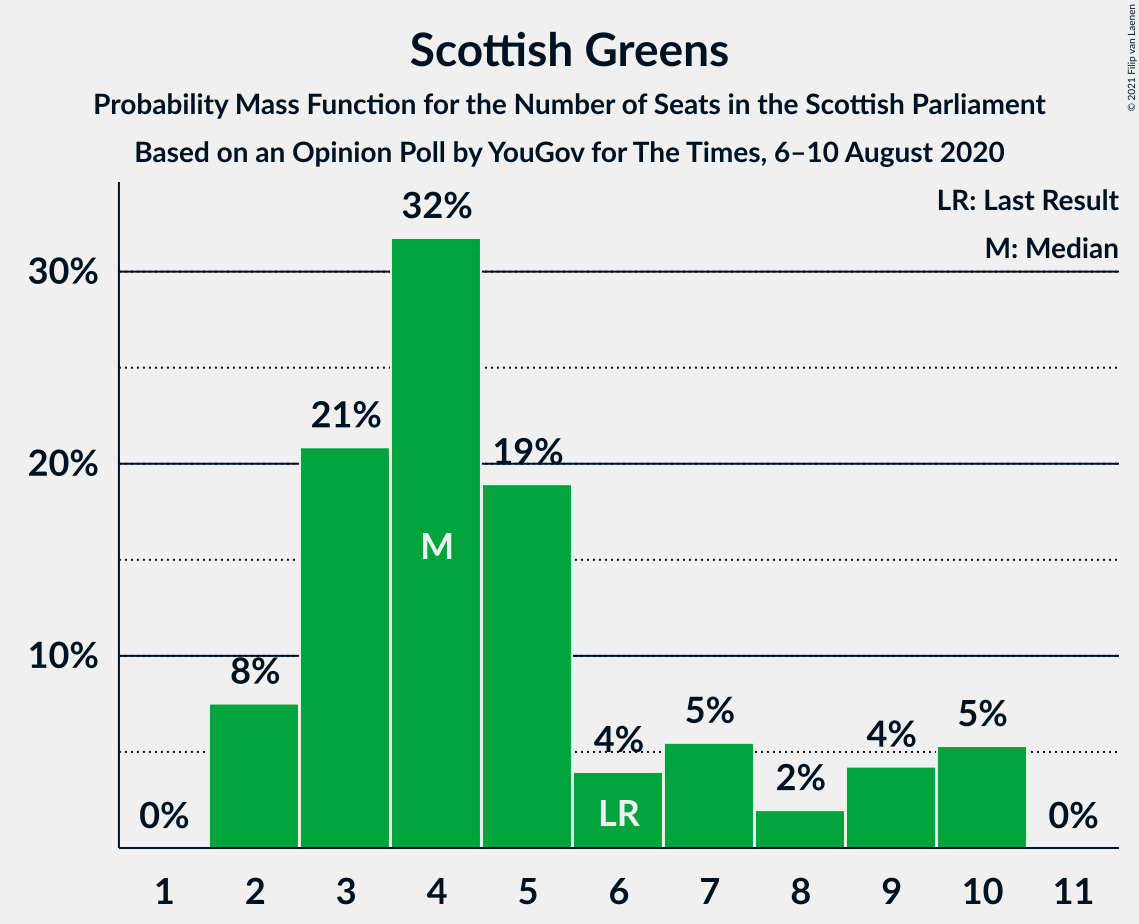 Scottish Greens
Probability Mass Function for the Number of Seats in the Scottish Parliament
Based on an Opinion Poll by YouGov for The Times, 6–10 August 2020
© 2021 Filip van Laenen
LR: Last Result
M: Median
30%
20%
10%
0%
8%
21%
32%
19%
4%
5%
2%
4%
5%
0%
M
LR
1 2 3 4 5 6 7 8 9 10 11